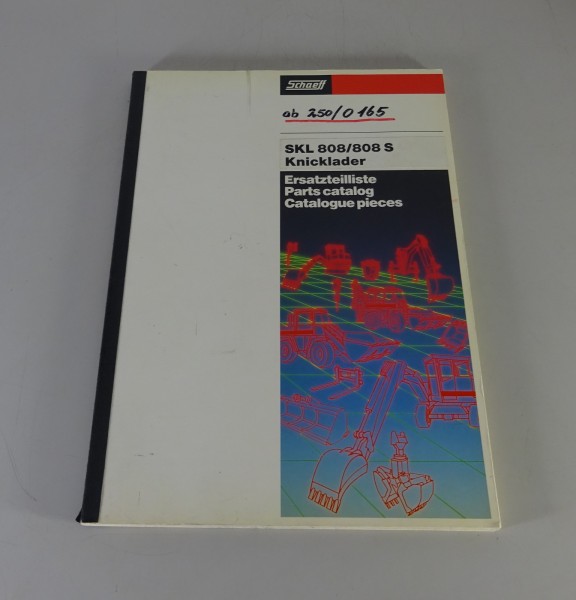 Schaeff
ab 250/0165
SKL 808/808 S
Knicklader
Ersatzteilliste
Parts catalog
Catalogue pieces